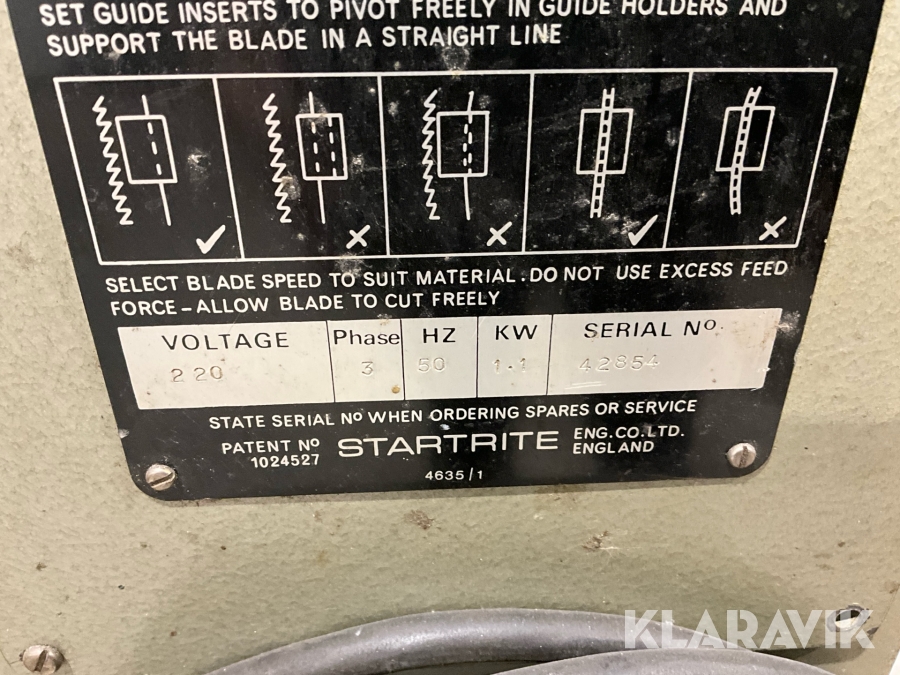 SET GUIDE INSERTS TO PIVOT FREELY IN GUIDE HOLDERS AND
SUPPORT THE BLADE IN A STRAIGHT LINE
SELECT BLADE SPEED TO SUIT MATERIAL. DO NOT USE EXCESS FEED
FORCE – ALLOW BLADE TO CUT FREELY
VOLTAGE Phase HZ KW SERIAL No.
220 3 50 1.1 42854
STATE SERIAL No WHEN ORDERING SPARES OR SERVICE
PATENT No
1024527
STARTRITE
ENG.CO.LTD.
ENGLAND
4635/1
KLARAVIK